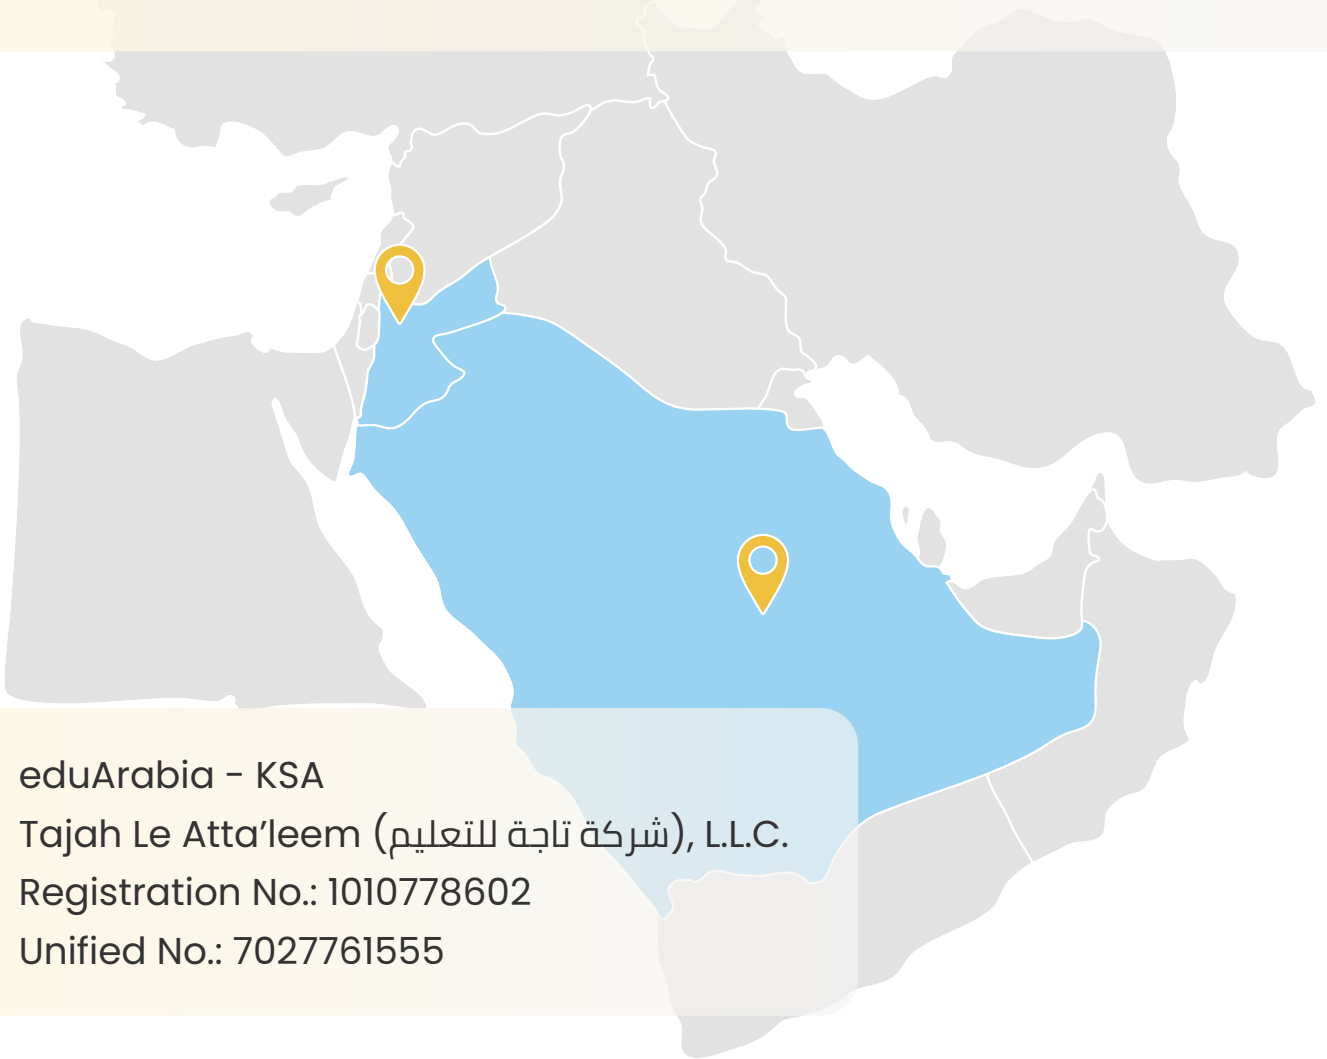 eduArabia - KSA
Tajah Le Atta’leem (شركة تاجة للتعليم), L.L.C.
Registration No.: 1010778602
Unified No.: 7027761555